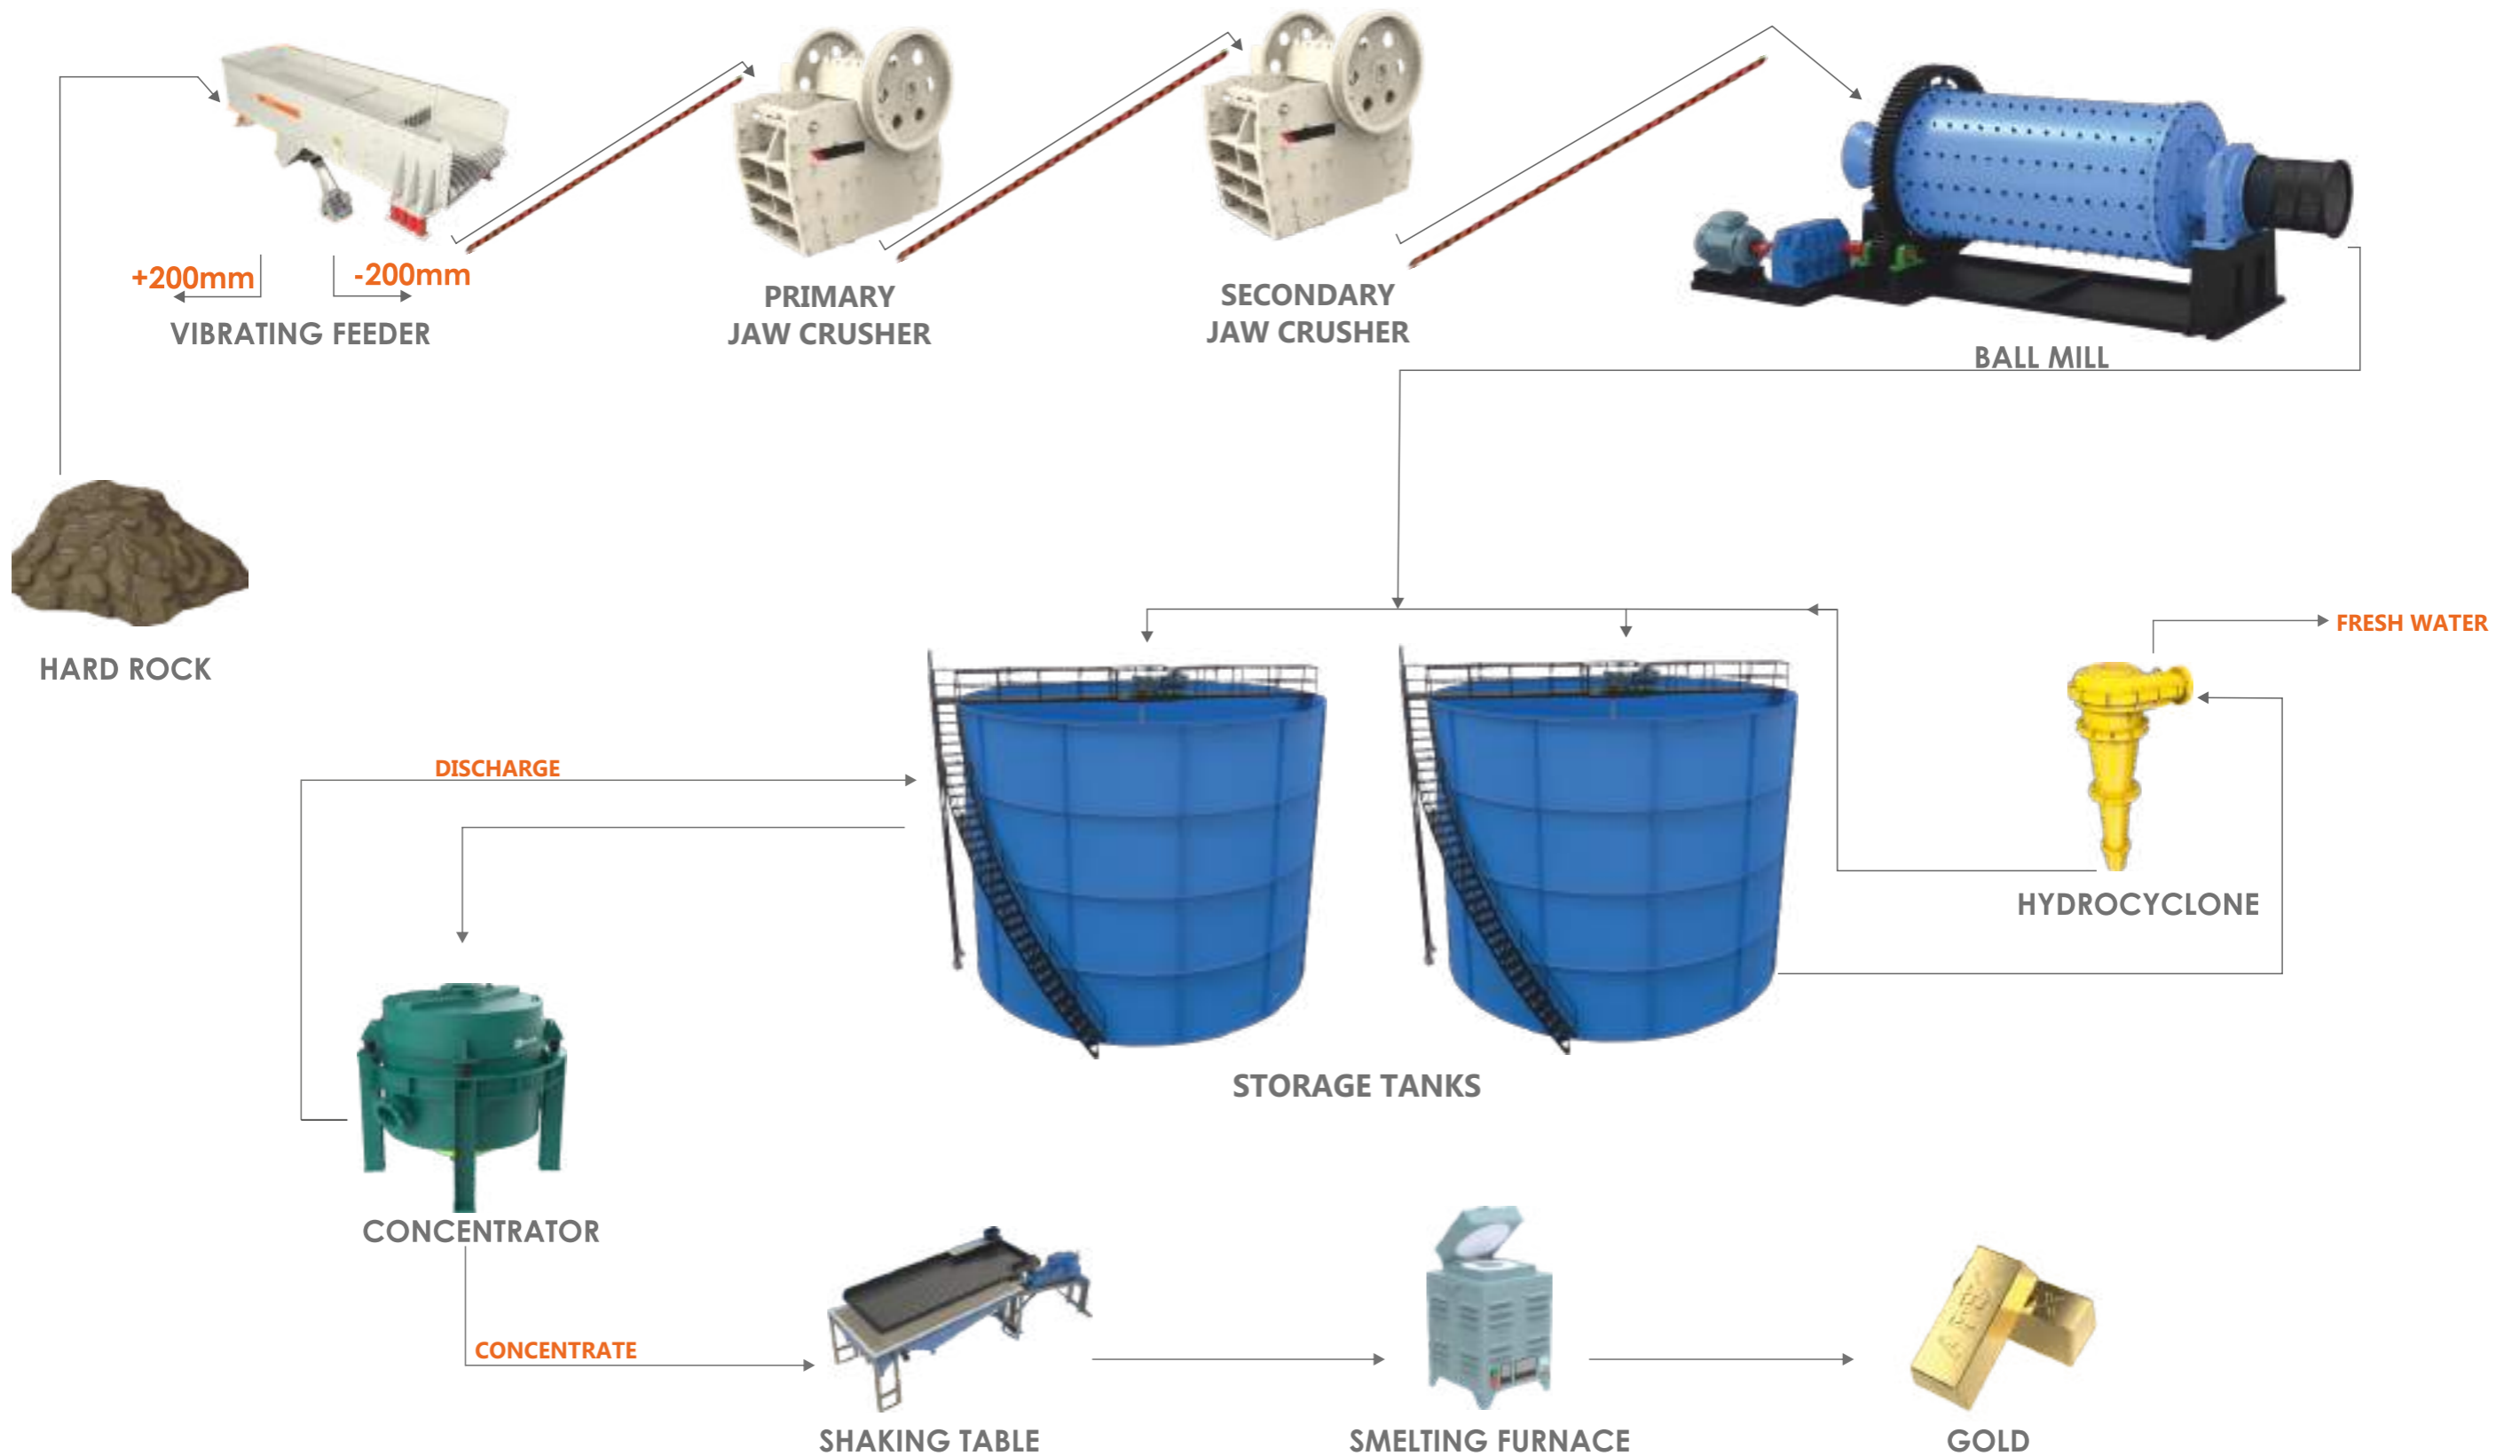 +200mm
-200mm
VIBRATING FEEDER
PRIMARY
JAW CRUSHER
SECONDARY
JAW CRUSHER
BALL MILL
HARD ROCK
FRESH WATER
DISCHARGE
HYDROCYCLONE
STORAGE TANKS
CONCENTRATOR
CONCENTRATE
SHAKING TABLE
SMELTING FURNACE
GOLD